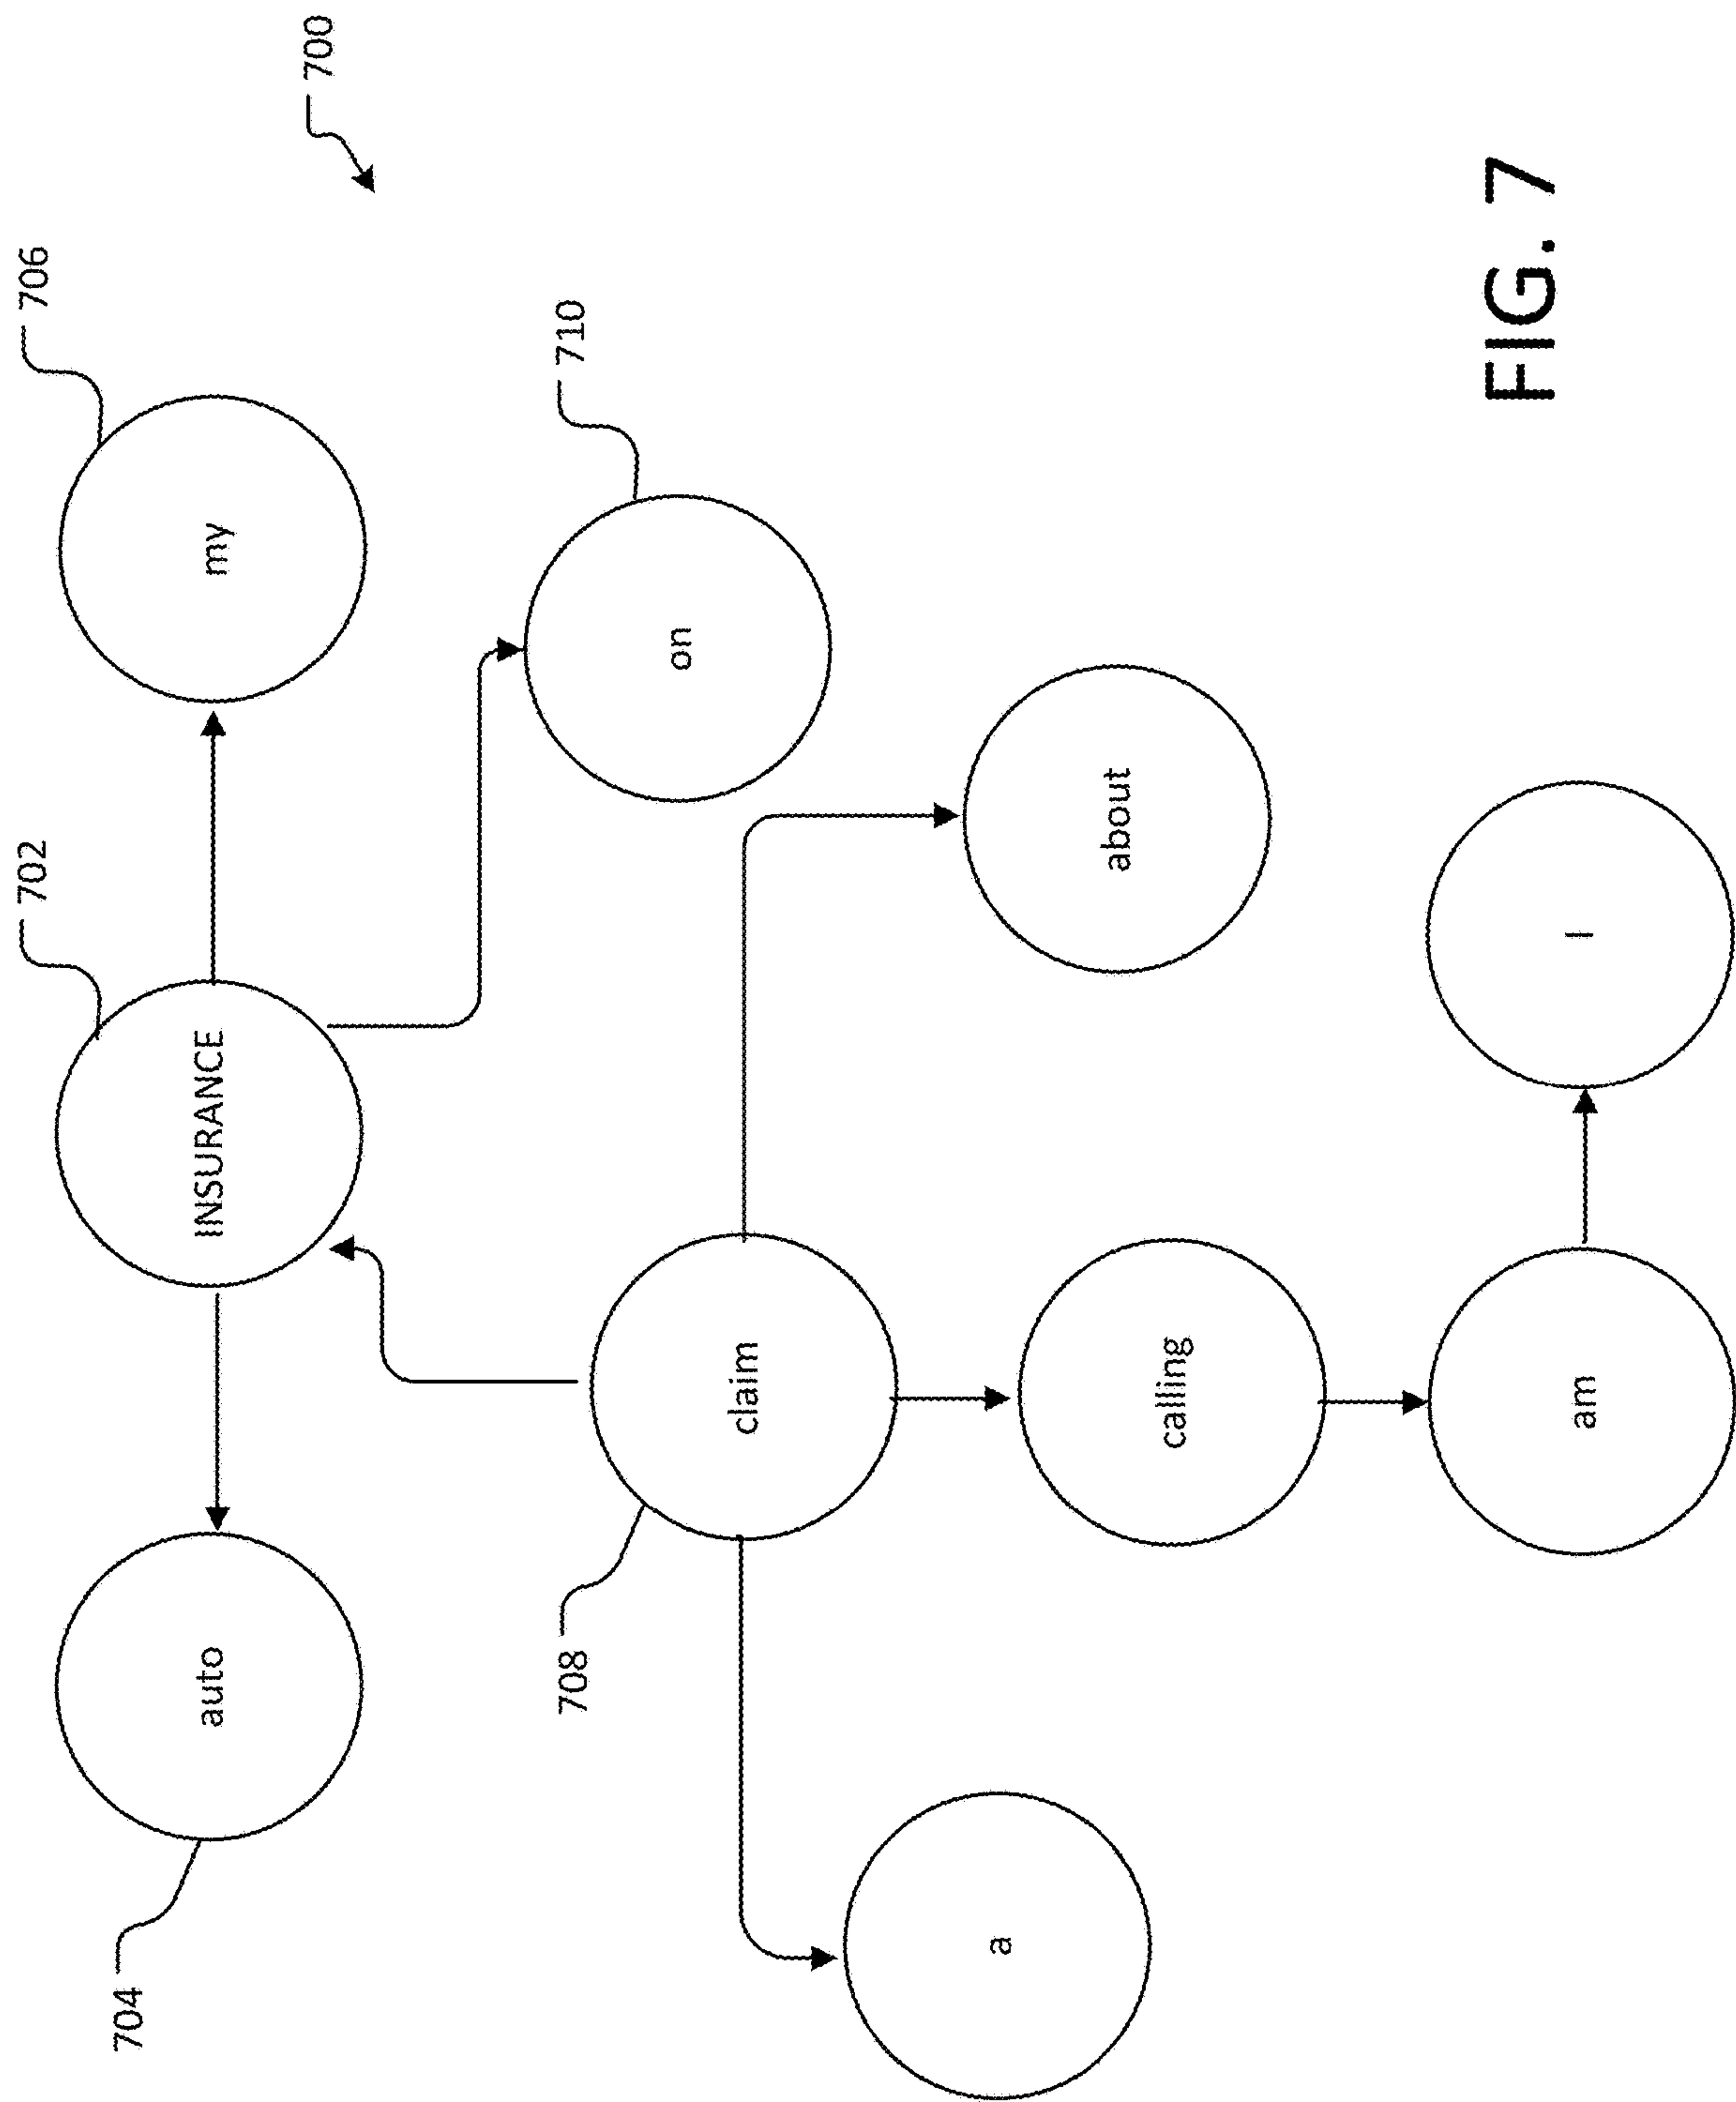 702
706
704
auto
INSURANCE
my
700
708
710
on
claim
a
about
calling
am
I
FIG. 7